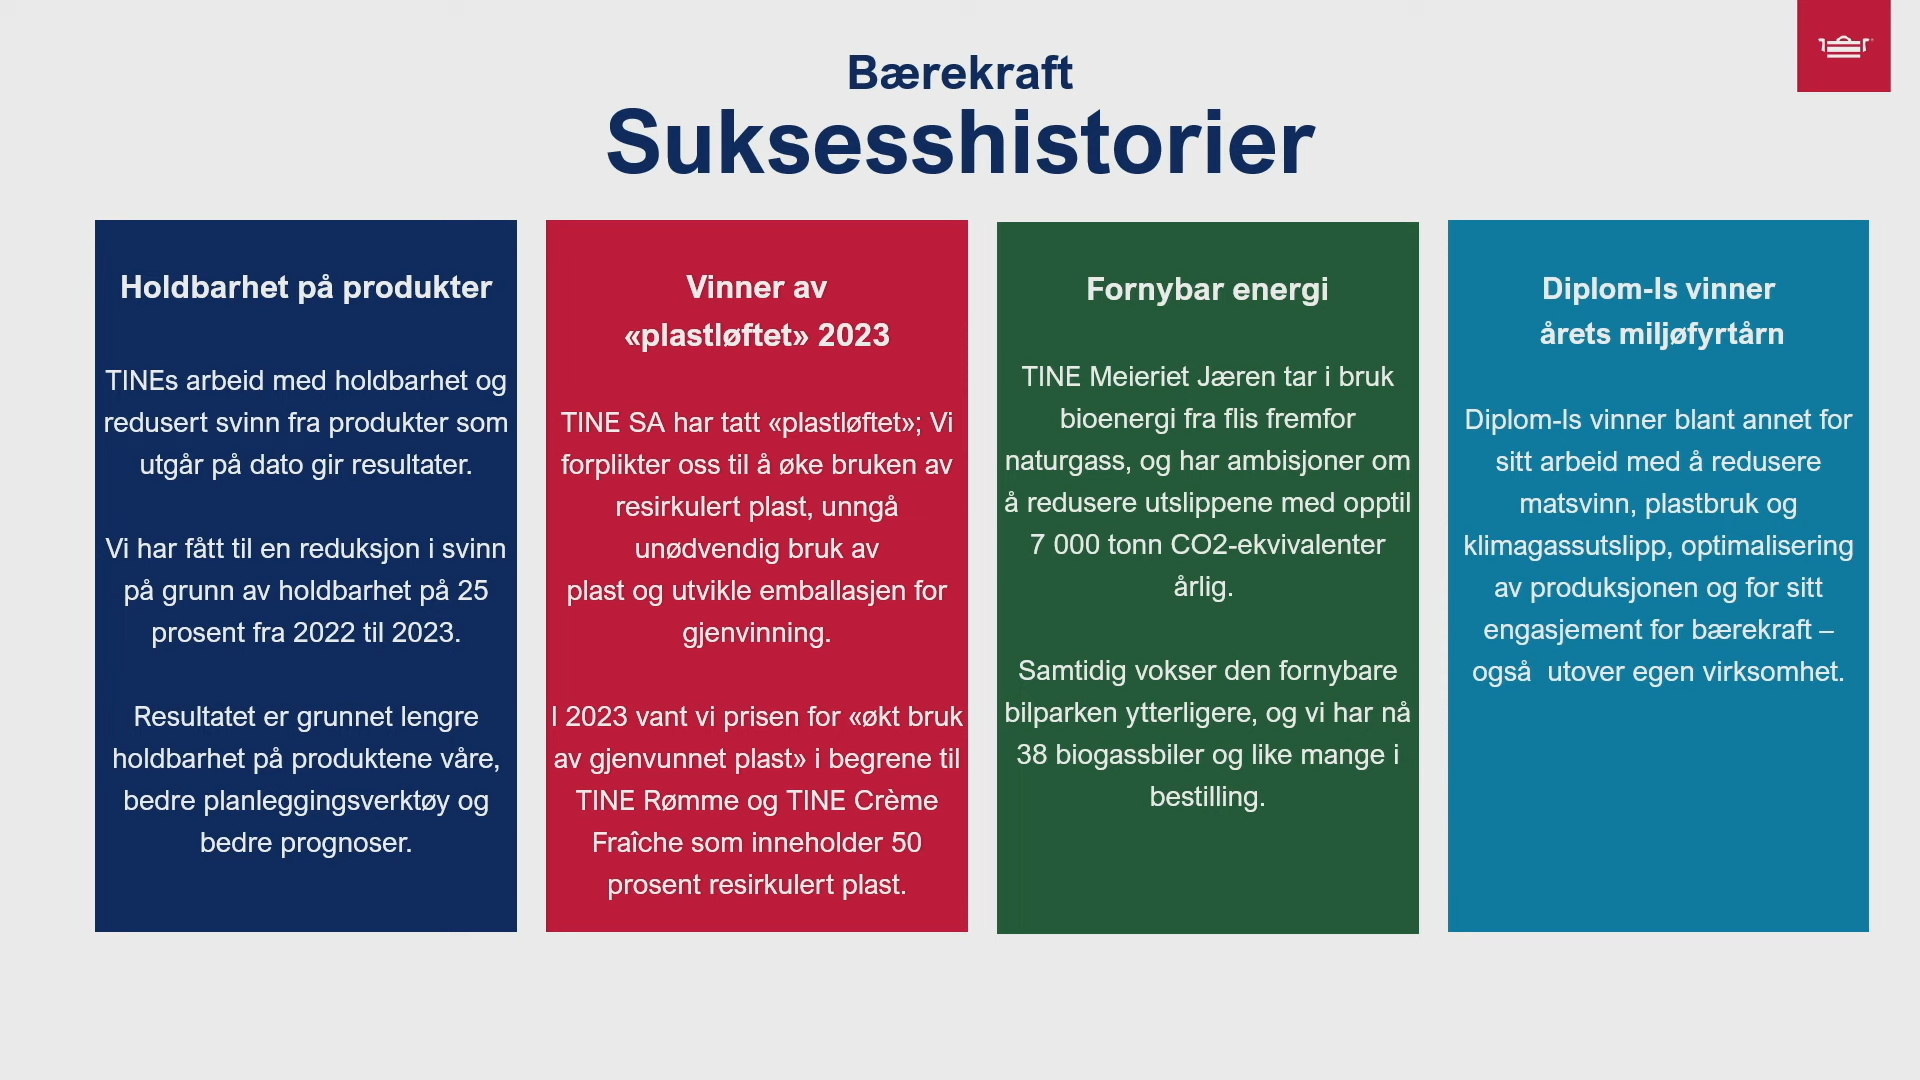 Bærekraft
Suksesshistorier
Holdbarhet på produkter
TINEs arbeid med holdbarhet og
redusert svinn fra produkter som
utgår på dato gir resultater.
Vi har fått til en reduksjon i svinn
på grunn av holdbarhet på 25
prosent fra 2022 til 2023.
Resultatet er grunnet lengre
holdbarhet på produktene våre,
bedre planleggingsverktøy og
bedre prognoser.
Vinner av
«plastløftet» 2023
TINE SA har tatt «plastløftet»; Vi
forplikter oss til å øke bruken av
resirkulert plast, unngå
unødvendig bruk av
plast og utvikle emballasjen for
gjenvinning.
I 2023 vant vi prisen for «økt bruk
av gjenvunnet plast» i begrene til
TINE Rømme og TINE Crème
Fraîche som inneholder 50
prosent resirkulert plast.
Fornybar energi
TINE Meieriet Jæren tar i bruk
bioenergi fra flis fremfor
naturgass, og har ambisjoner om
å redusere utslippene med opptil
7 000 tonn CO2-ekvivalenter
årlig.
Samtidig vokser den fornybare
bilparken ytterligere, og vi har nå
38 biogassbiler og like mange i
bestilling.
Diplom-Is vinner
årets miljøfyrtårn
Diplom-Is vinner blant annet for
sitt arbeid med å redusere
matsvinn, plastbruk og
klimagassutslipp, optimalisering
av produksjonen og for sitt
engasjement for bærekraft –
også  utover egen virksomhet.